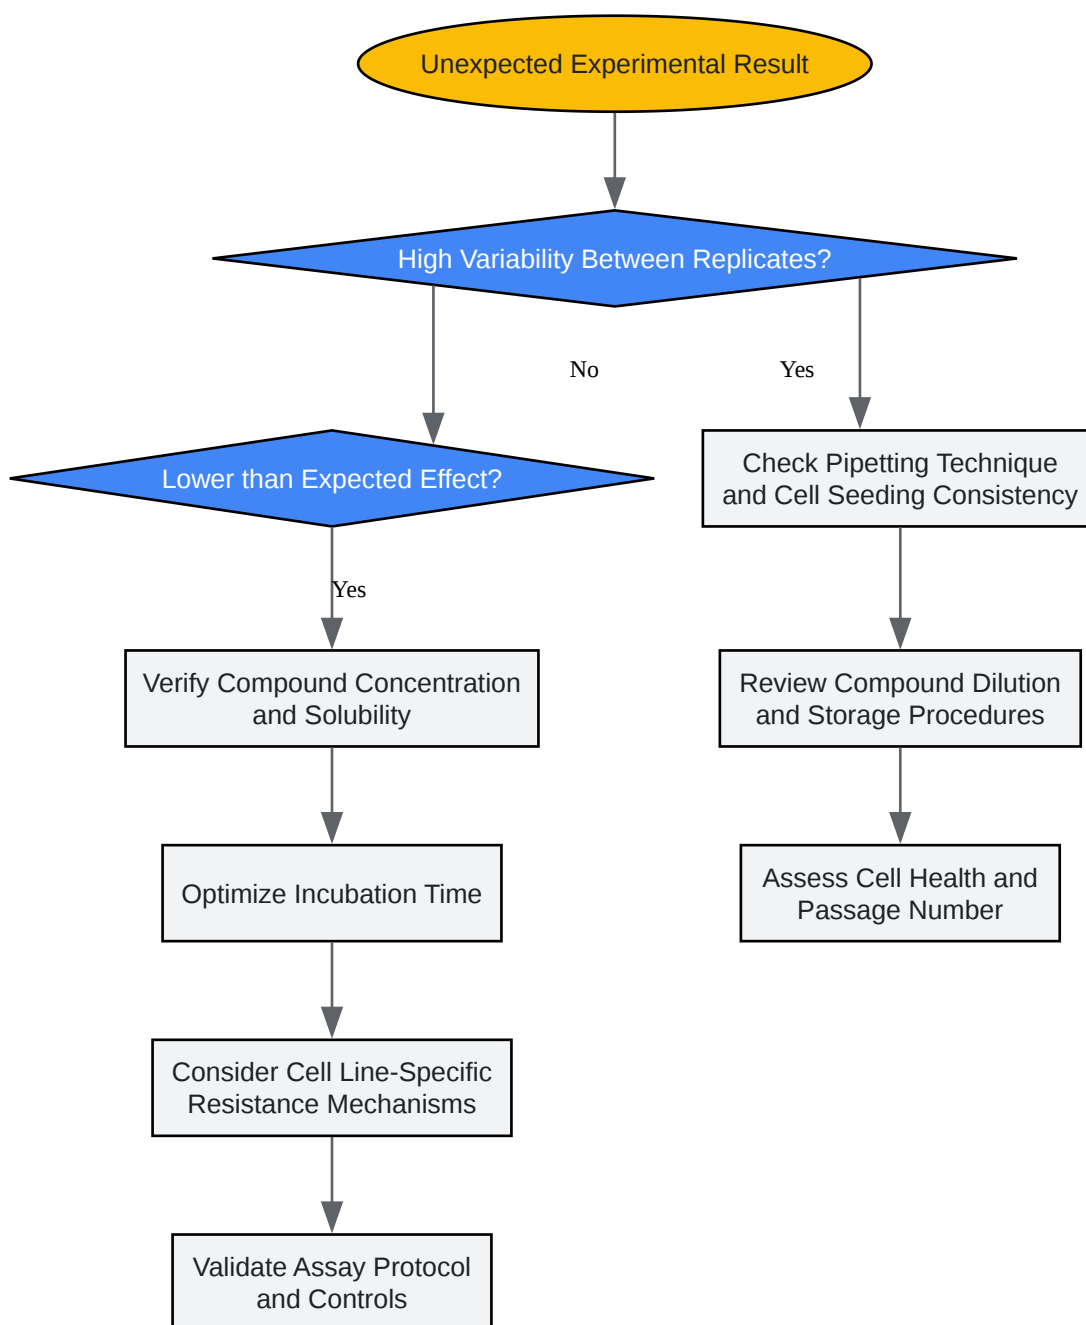 Unexpected Experimental Result
High Variability Between Replicates?
No
Yes
Lower than Expected Effect?
Check Pipetting Technique
and Cell Seeding Consistency
Yes
Verify Compound Concentration
and Solubility
Review Compound Dilution
and Storage Procedures
Optimize Incubation Time
Assess Cell Health and
Passage Number
Consider Cell Line-Specific
Resistance Mechanisms
Validate Assay Protocol
and Controls